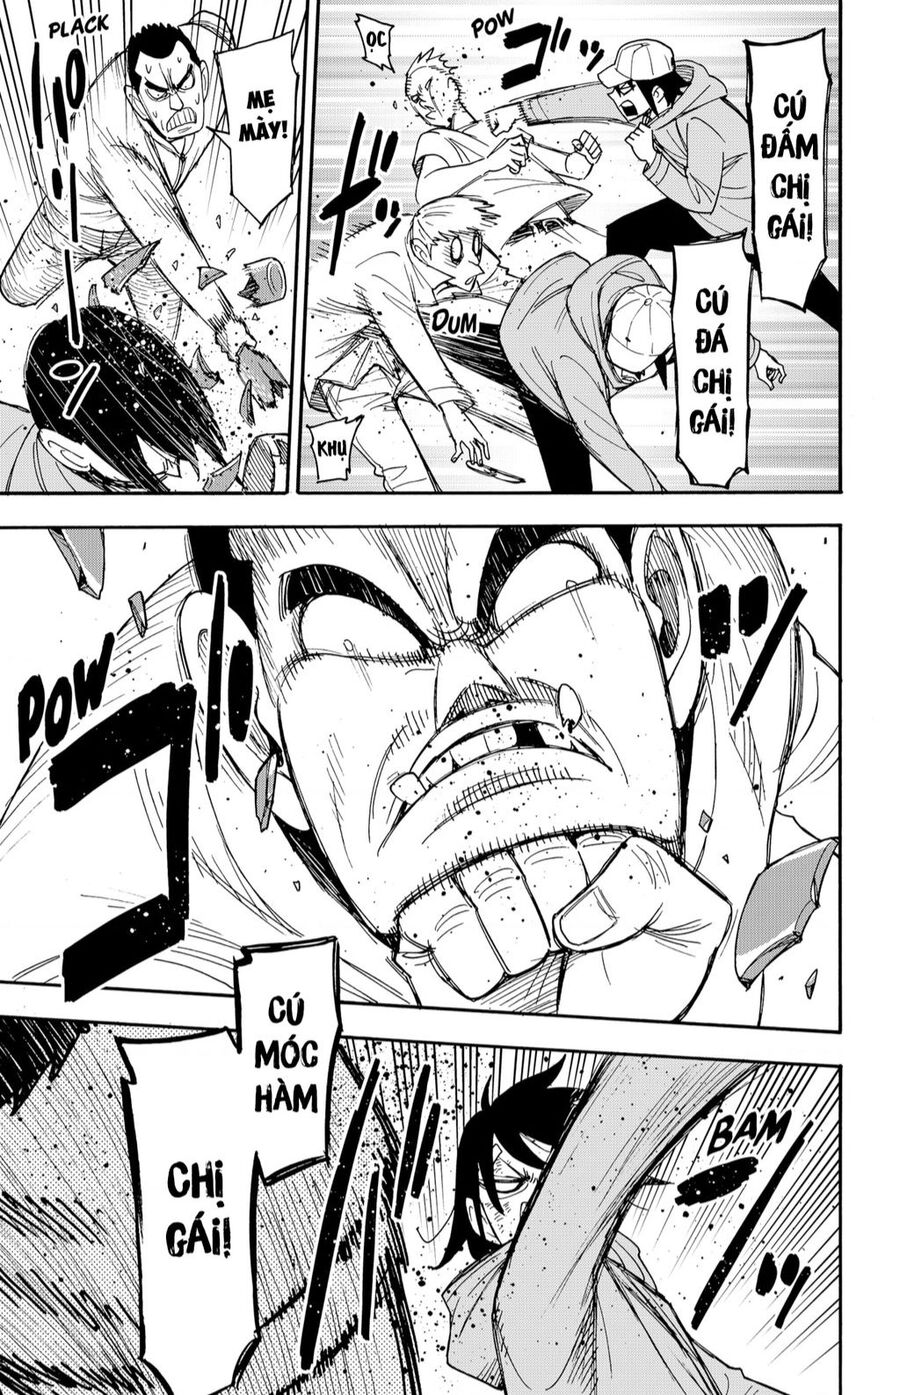 POW
ỌC
CÚ
ĐẤM
CHỊ
GÁI!
CÚ
ĐÁ
CHỊ
GÁI!
DUM
KHỤ
PLACK
MẸ
MÀY!
POW
CÚ
MÓC
HÀM
CHỊ
GÁI!
BAM